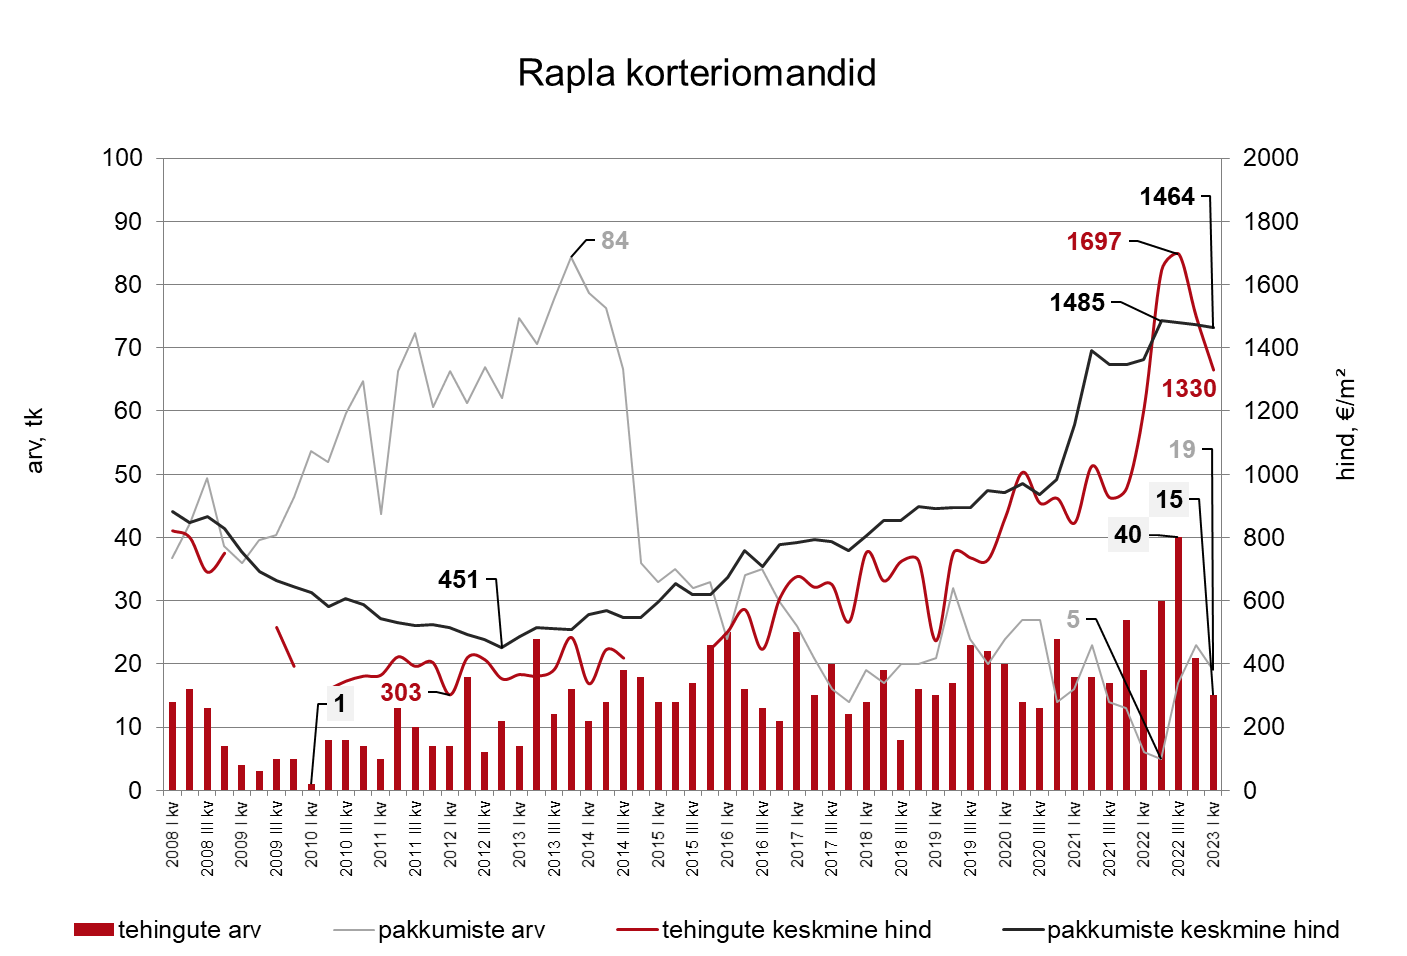 Rapla korteriomandid
100
90
80
70
60
50
40
30
20
10
0
arv, tk
2000
1800
1600
1400
1200
1000
800
600
400
200
0
hind, €/m²
84
451
303
1
1464
1697
1485
1330
19
15
40
5
2008 I kv
2008 III kv
2009 I kv
2009 III kv
2010 I kv
2010 III kv
2011 I kv
2011 III kv
2012 I kv
2012 III kv
2013 I kv
2013 III kv
2014 I kv
2014 III kv
2015 I kv
2015 III kv
2016 I kv
2016 III kv
2017 I kv
2017 III kv
2018 I kv
2018 III kv
2019 I kv
2019 III kv
2020 I kv
2020 III kv
2021 I kv
2021 III kv
2022 I kv
2022 III kv
2023 I kv
tehingute arv
pakkumiste arv
tehingute keskmine hind
pakkumiste keskmine hind